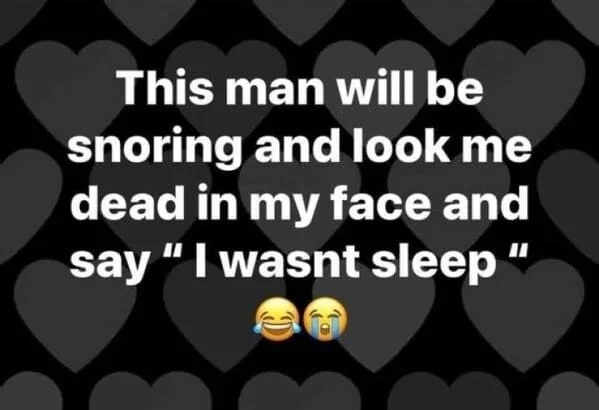 This man will be
snoring and look me
dead in my face and
say “ I wasnt sleep “
😂😭